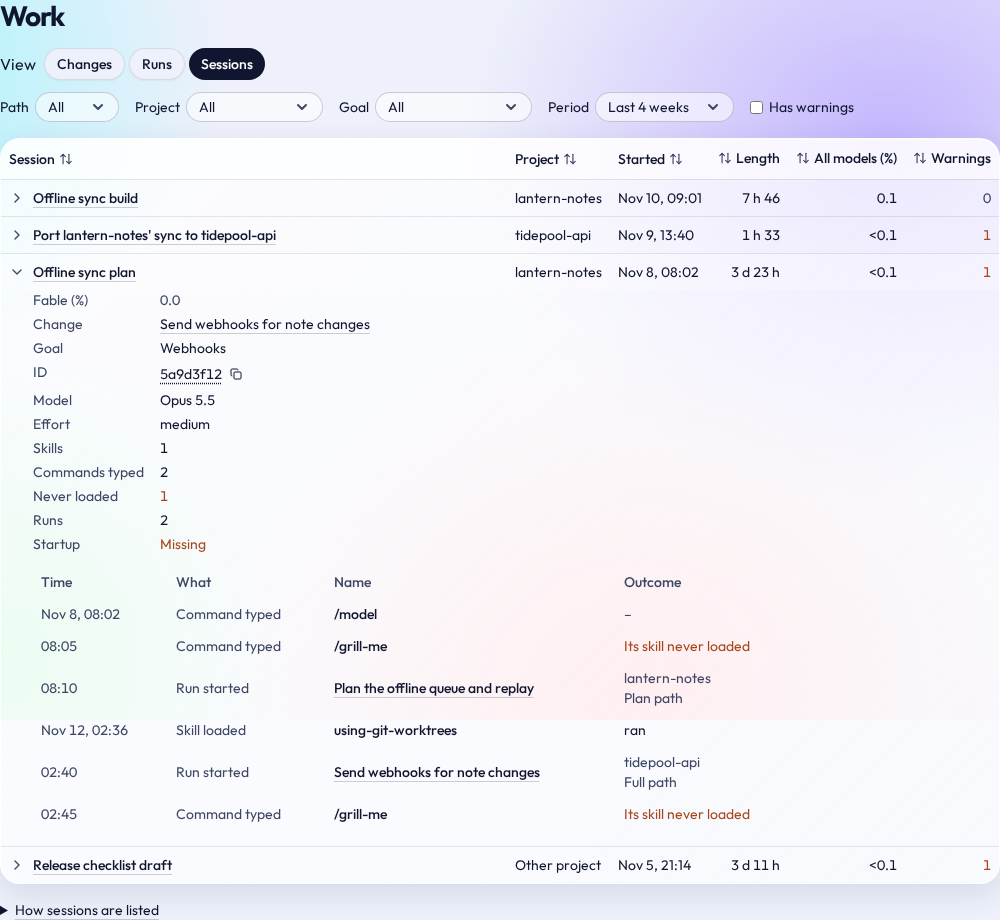 Work
View Changes Runs Sessions
Path All Project All Goal All Period Last 4 weeks Has warnings
Session Project Started Length All models (%) Warnings
Offline sync build lantern-notes Nov 10, 09:01 7 h 46 0.1 0
Port lantern-notes' sync to tidepool-api tidepool-api Nov 9, 13:40 1 h 33 <0.1 1
Offline sync plan lantern-notes Nov 8, 08:02 3 d 23 h <0.1 1
Fable (%) 0.0
Change Send webhooks for note changes
Goal Webhooks
ID 5a9d3f12
Model Opus 5.5
Effort medium
Skills 1
Commands typed 2
Never loaded 1
Runs 2
Startup Missing
Time What Name Outcome
Nov 8, 08:02 Command typed /model –
08:05 Command typed /grill-me Its skill never loaded
08:10 Run started Plan the offline queue and replay lantern-notes
Plan path
Nov 12, 02:36 Skill loaded using-git-worktrees ran
02:40 Run started Send webhooks for note changes tidepool-api
Full path
02:45 Command typed /grill-me Its skill never loaded
Release checklist draft Other project Nov 5, 21:14 3 d 11 h <0.1 1
How sessions are listed